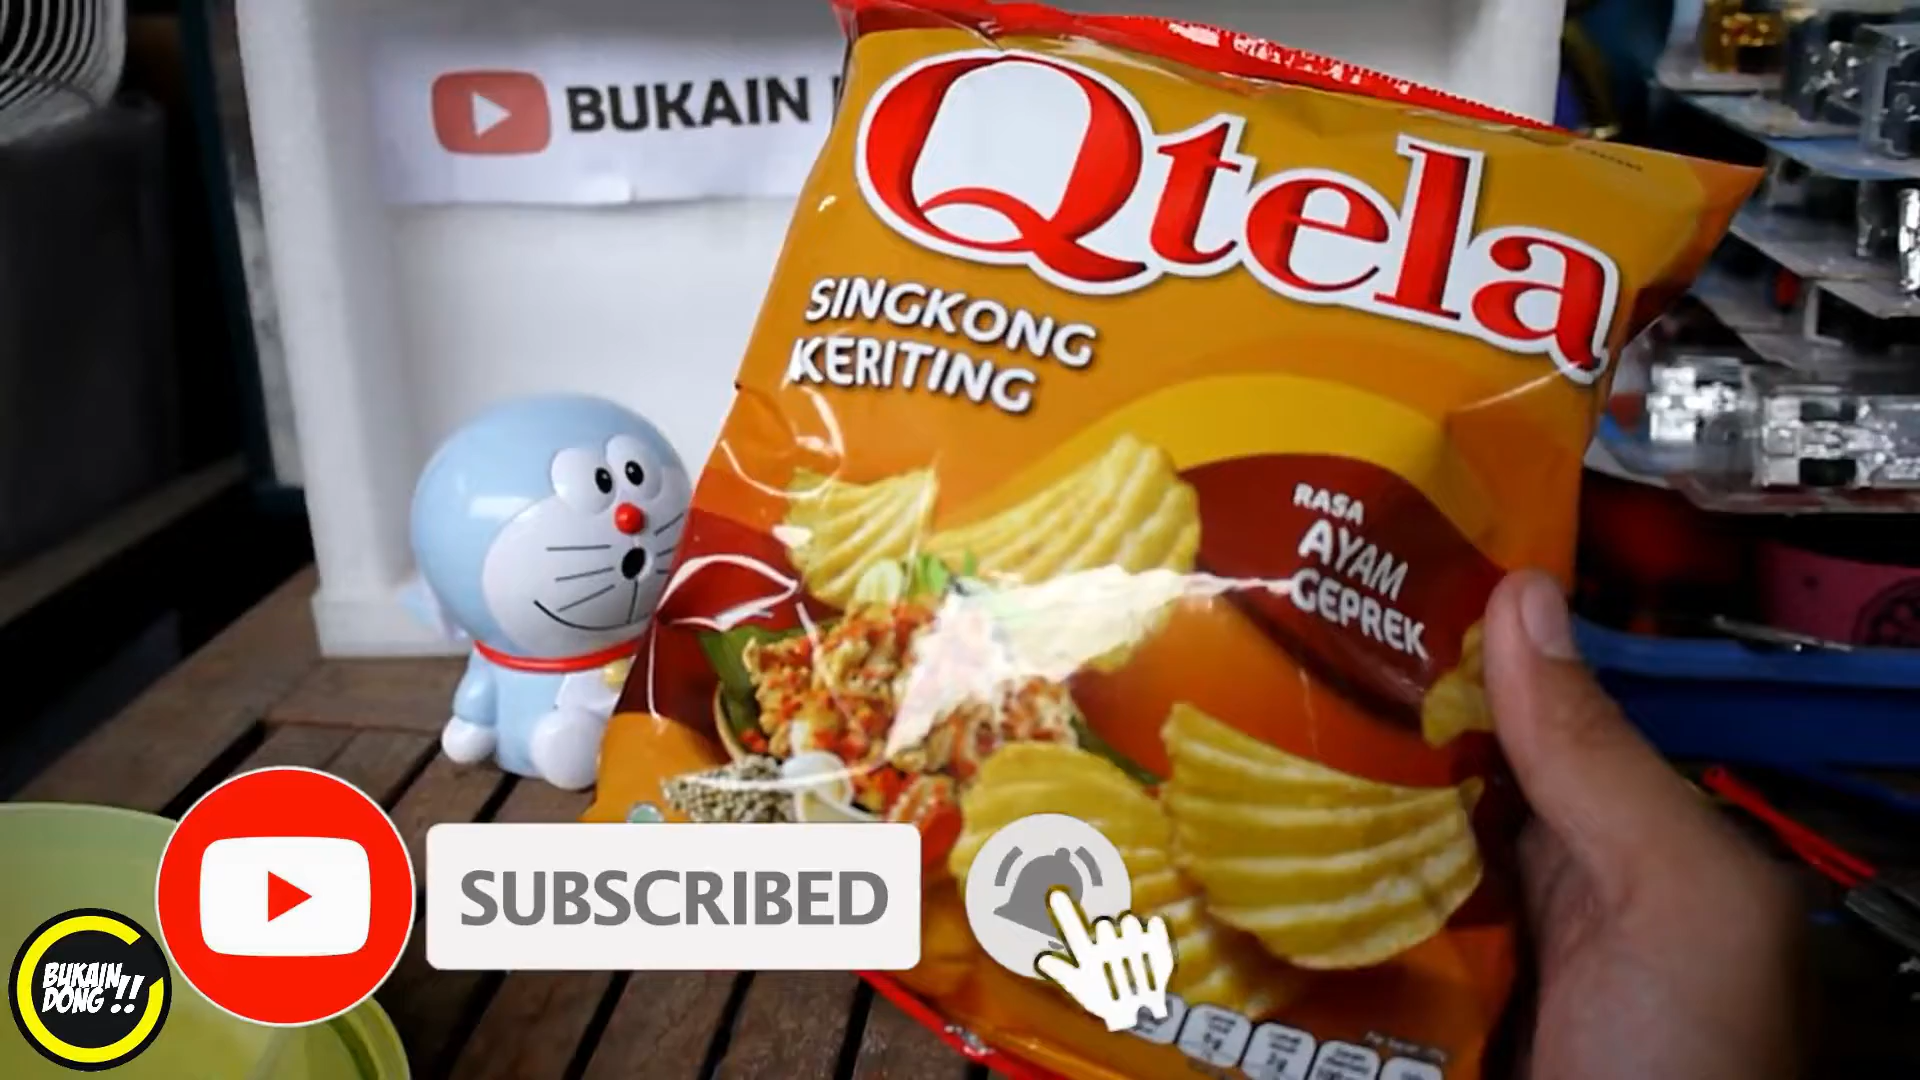 BUKAIN
Qtela
SINGKONG
KERITING
RASA
AYAM
GEPREK
SUBSCRIBED
BUKAIN
DONG!!